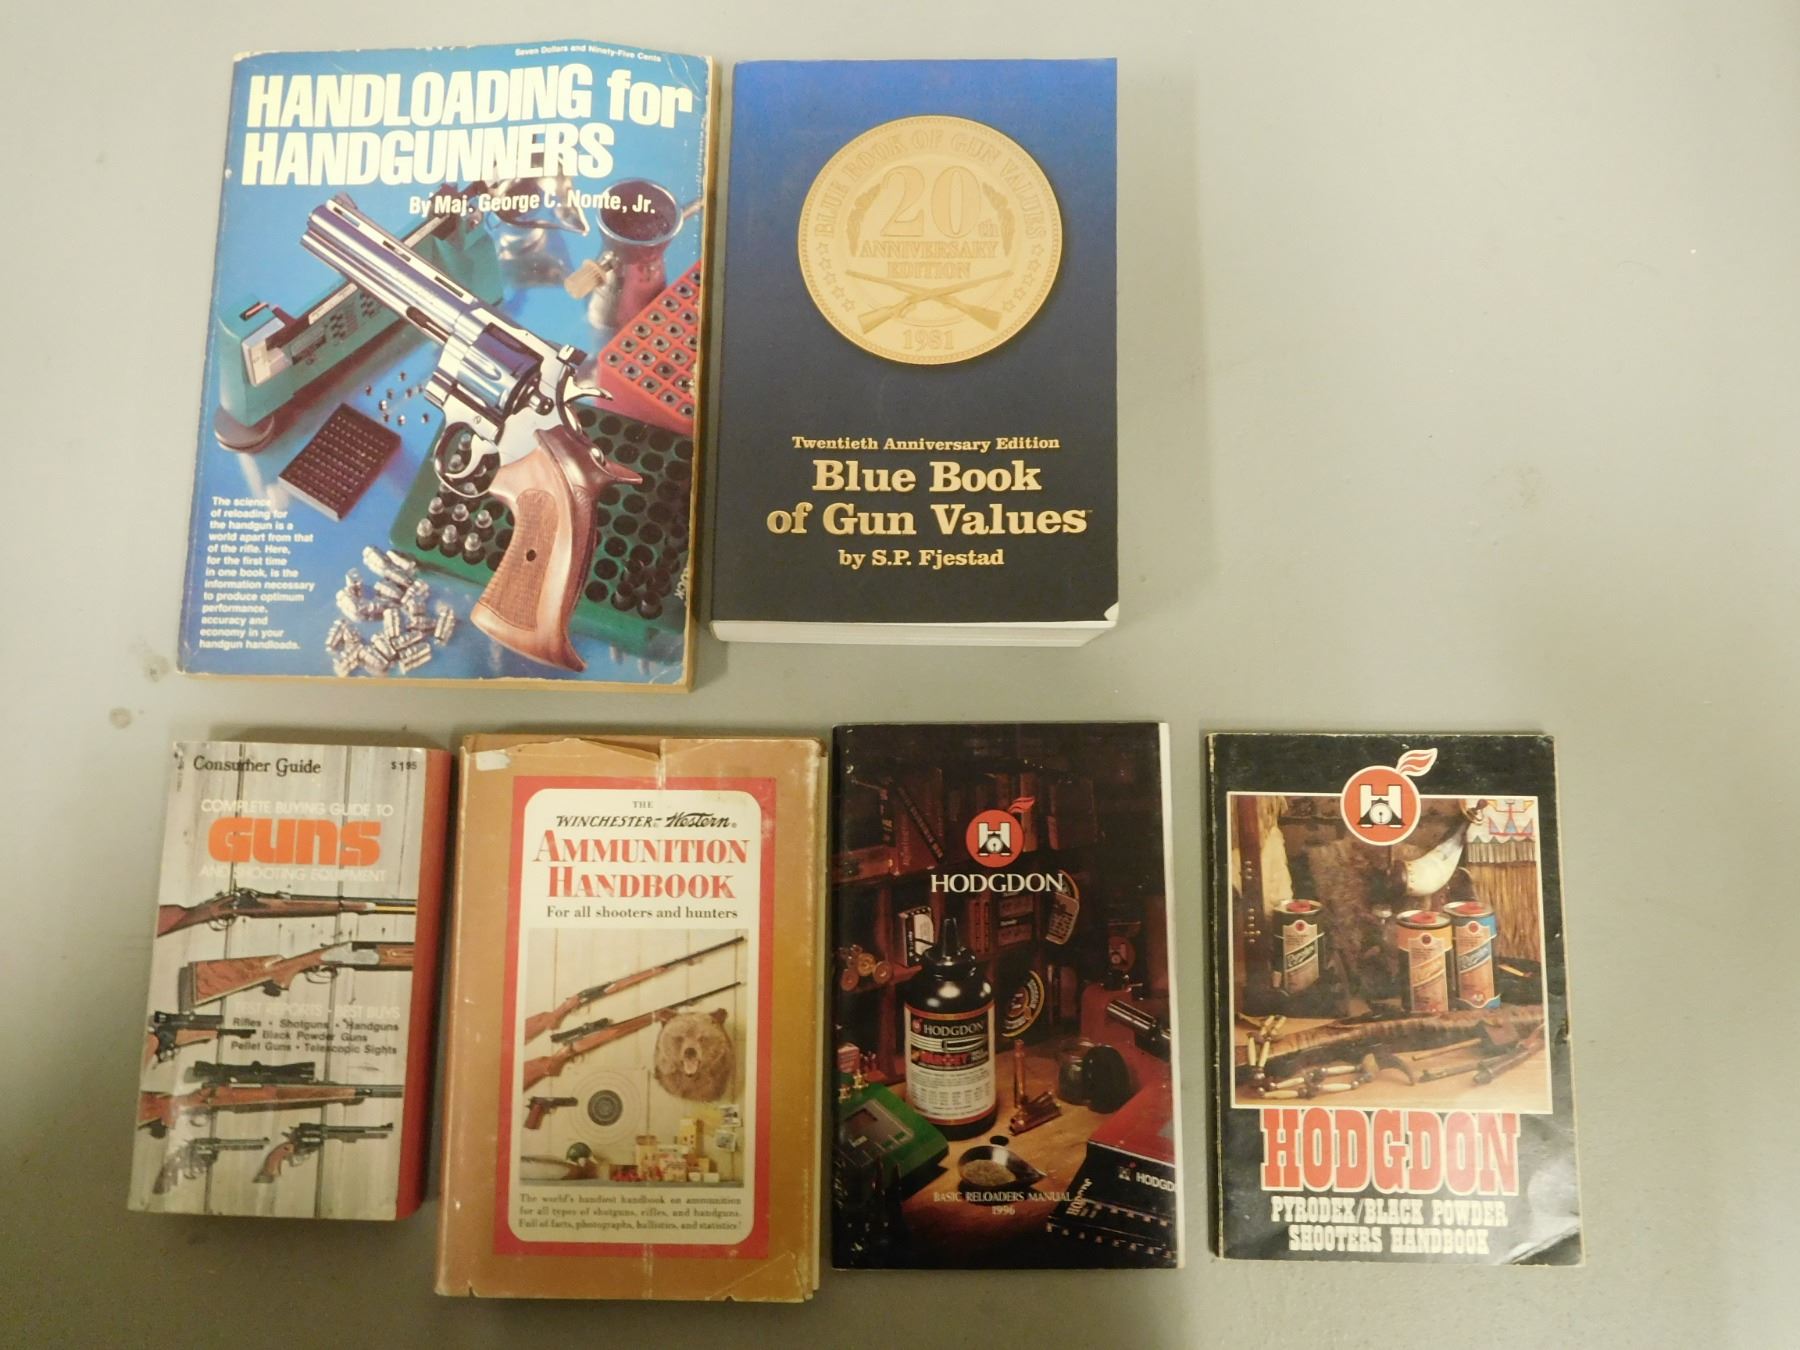 Seven Dollars and Ninety-Five Cents
HANDLOADING for
HANDGUNNERS
By Maj. George C. Nonte, Jr.
The science
of reloading for
the handgun is a
world apart from that
of the rifle. Here,
for the first time
in one book, is the
information necessary
to produce optimum
performance,
accuracy and
economy in your
handgun handloads.
BLUE BOOK OF GUN VALUES
20th
ANNIVERSARY
EDITION
1981
Twentieth Anniversary Edition
Blue Book
of Gun Values™
by S.P. Fjestad
Consumer Guide
$1.95
COMPLETE BUYING GUIDE TO
GUNS
AND SHOOTING EQUIPMENT
TEST REPORTS • BEST BUYS
Rifles • Shotguns • Handguns
Black Powder Guns
Pellet Guns • Telescopic Sights
THE
WINCHESTER Western®
AMMUNITION
HANDBOOK
For all shooters and hunters
The world's handiest handbook on ammunition
for all types of shotguns, rifles, and handguns.
Full of facts, photographs, ballistics, and statistics!
H
HODGDON
HODGDON
BASIC RELOADERS MANUAL
1996
H HODGDON
H
HODGDON
PYRODEX/BLACK POWDER
SHOOTERS HANDBOOK